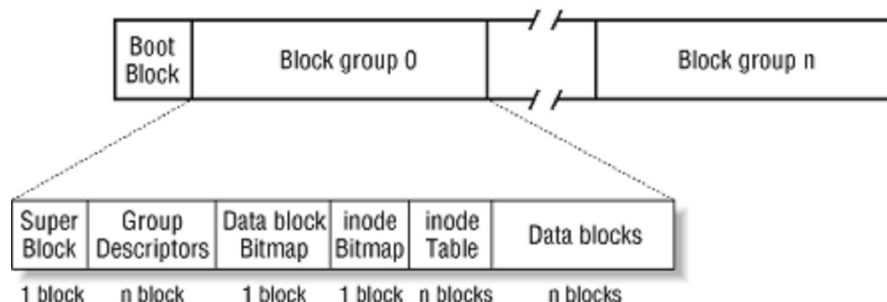 Boot
Block
Block group 0
Block group n
Super
Block
Group
Descriptors
Data block
Bitmap
inode
Bitmap
inode
Table
Data blocks
1 block
n block
1 block
1 block
n blocks
n blocks